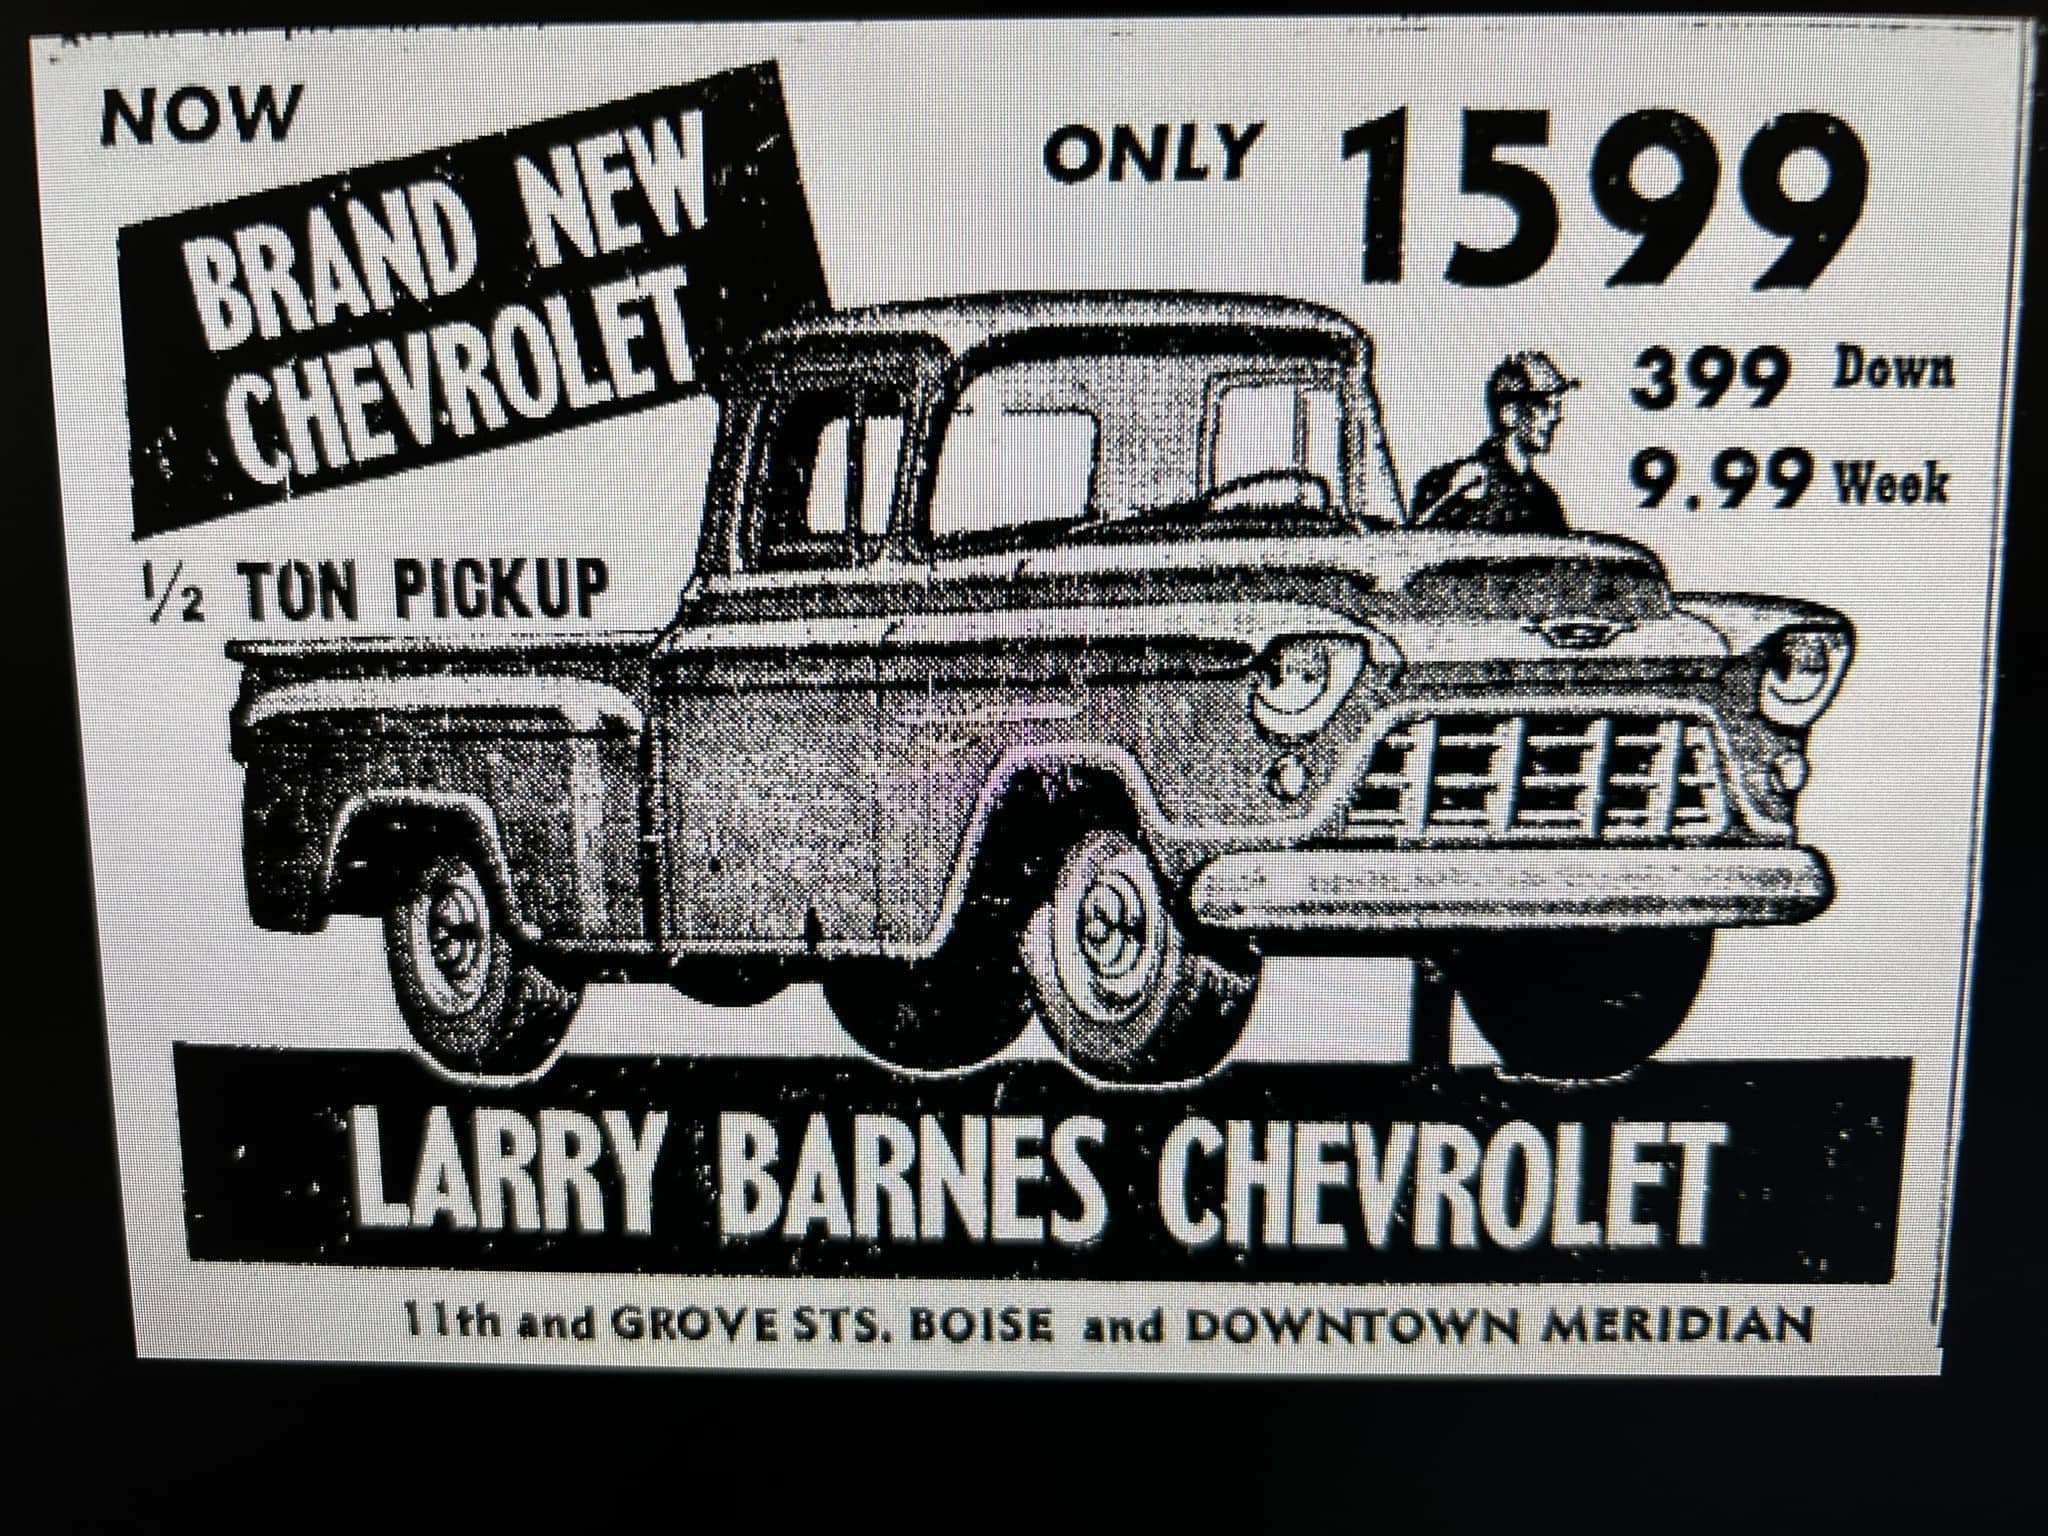 NOW
BRAND NEW
CHEVROLET
1/2 TON PICKUP
ONLY 1599
399 Down
9.99 Week
LARRY BARNES CHEVROLET
11th and GROVE STS. BOISE and DOWNTOWN MERIDIAN